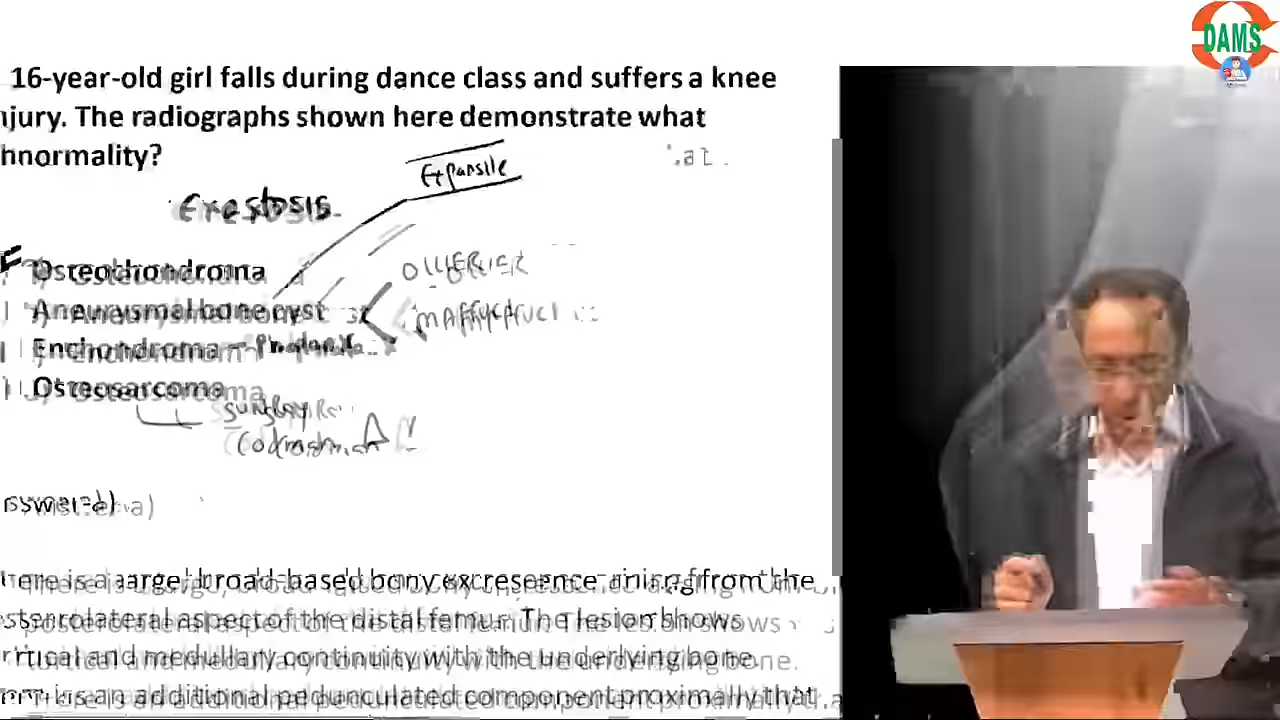 DAMS
16-year-old girl falls during dance class and suffers a knee
njury. The radiographs shown here demonstrate what
hnormality?
Expansile
Exostosis
Osteochondroma
OLLERIER
Aneurysmal bone cyst
MAFFUCCI
Enchondroma -
Osteosarcoma
Sunray
Codman
There is a large, broad-based bony excresence arising from the
posterolateral aspect of the distal femur. The lesion shows
cortical and medullary continuity with the underlying bone.
There is an additional pedunculated component proximally that